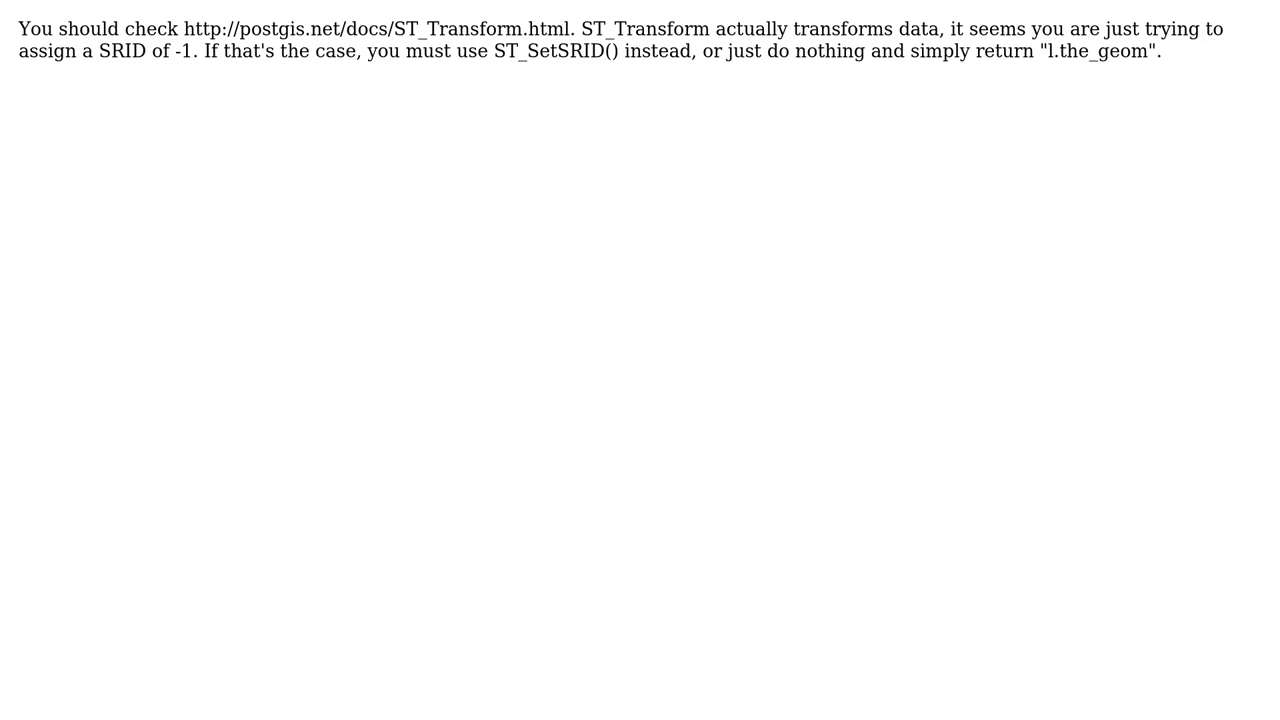 You should check http://postgis.net/docs/ST_Transform.html. ST_Transform actually transforms data, it seems you are just trying to
assign a SRID of -1. If that's the case, you must use ST_SetSRID() instead, or just do nothing and simply return "l.the_geom".